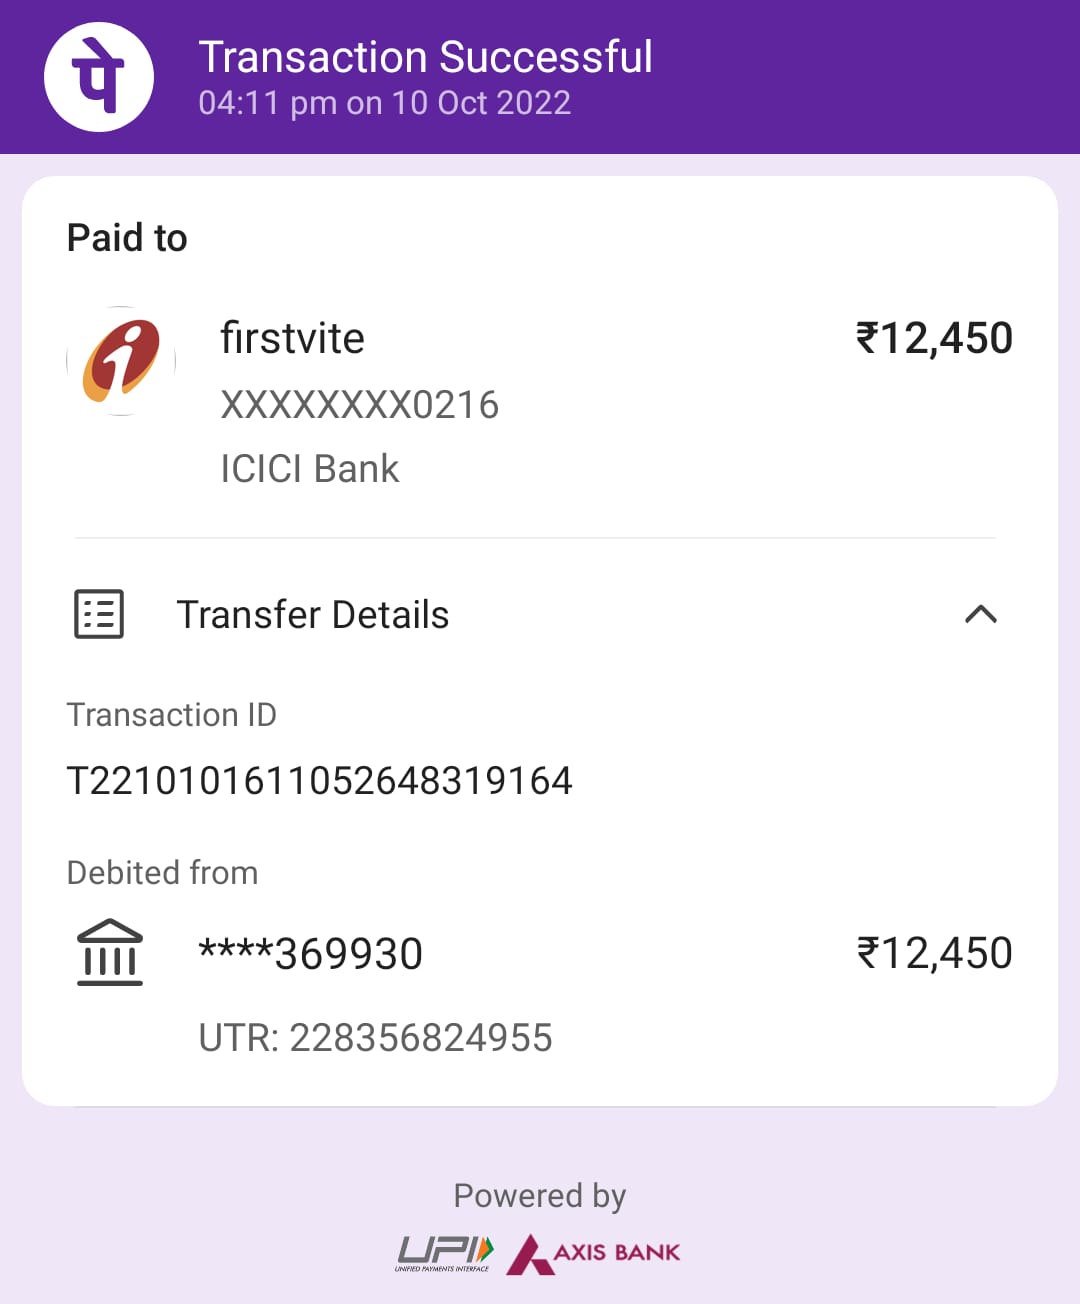 पे
Transaction Successful
04:11 pm on 10 Oct 2022
Paid to
firstvite
₹12,450
XXXXXXXX0216
ICICI Bank
Transfer Details
Transaction ID
T2210101611052648319164
Debited from
****369930
₹12,450
UTR: 228356824955
Powered by
UPI
UNIFIED PAYMENTS INTERFACE
AXIS BANK